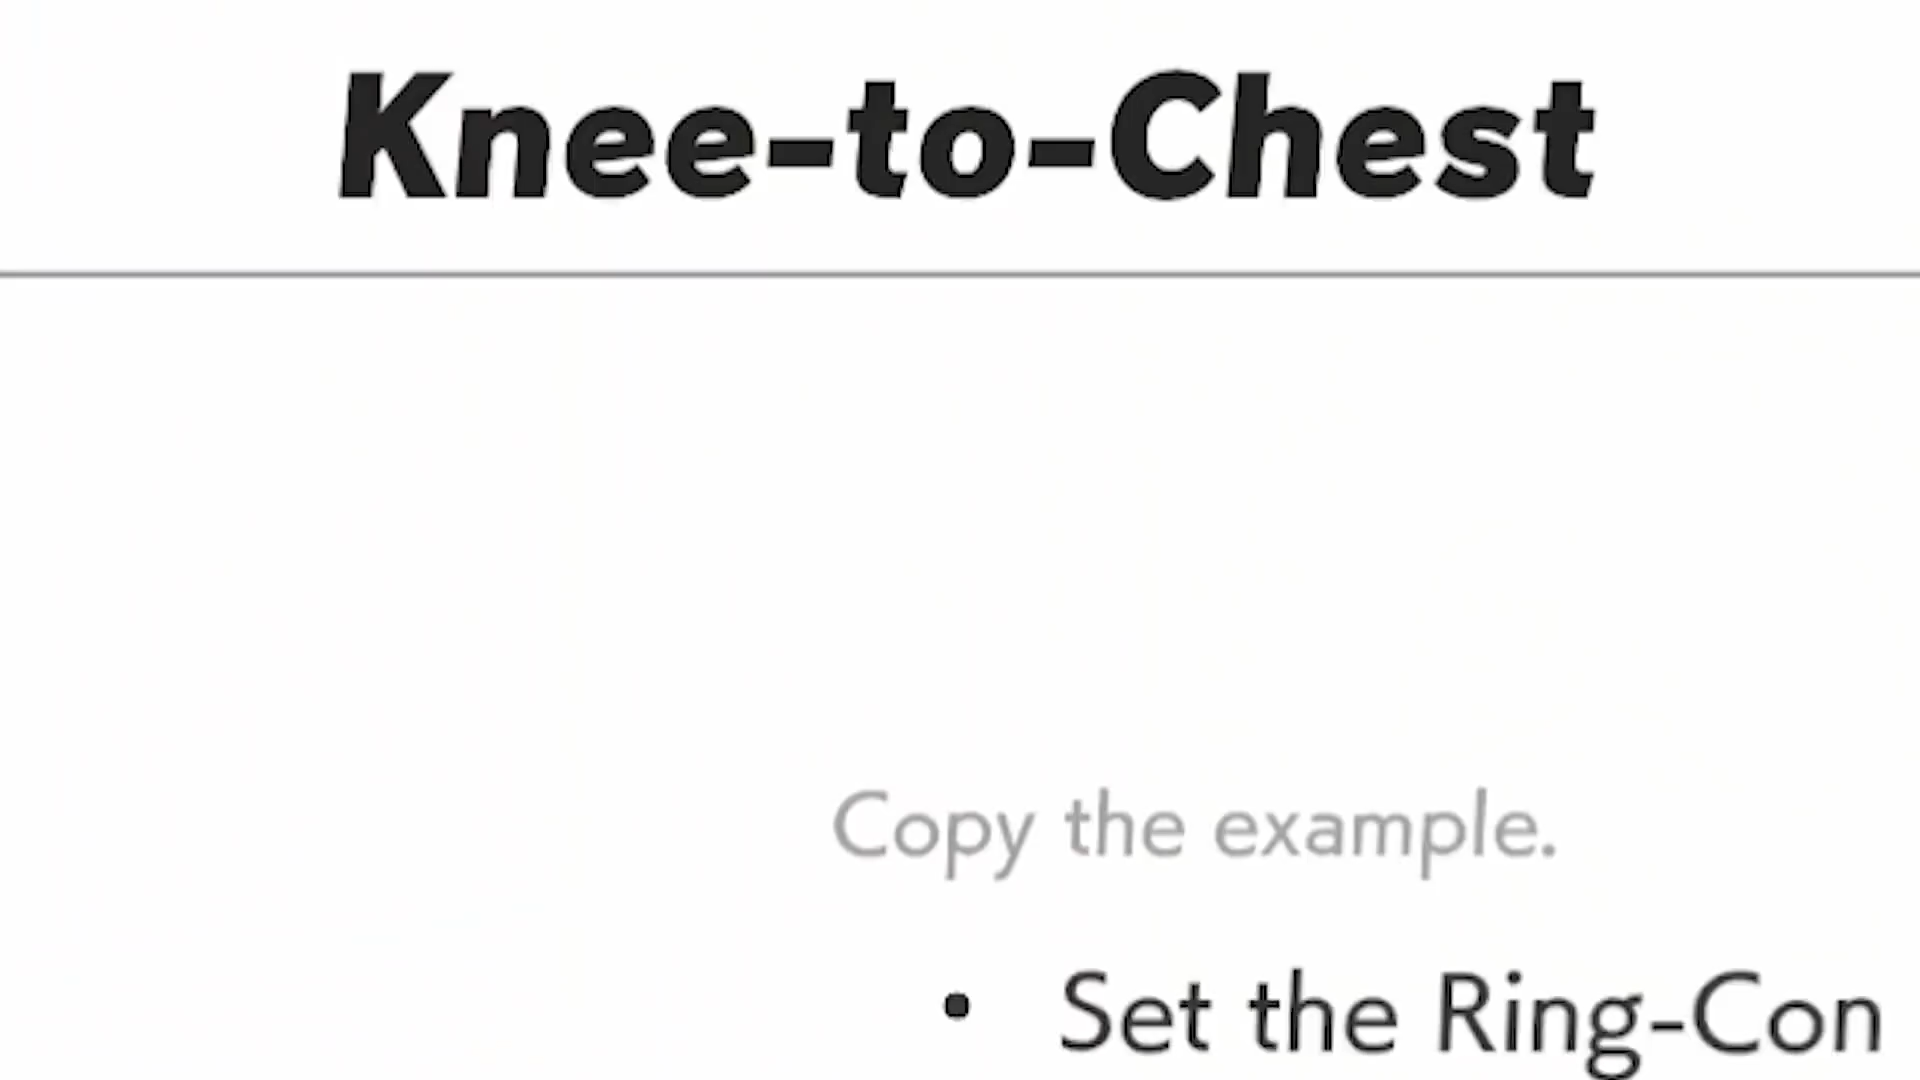 Knee-to-Chest
Copy the example.
• Set the Ring-Con